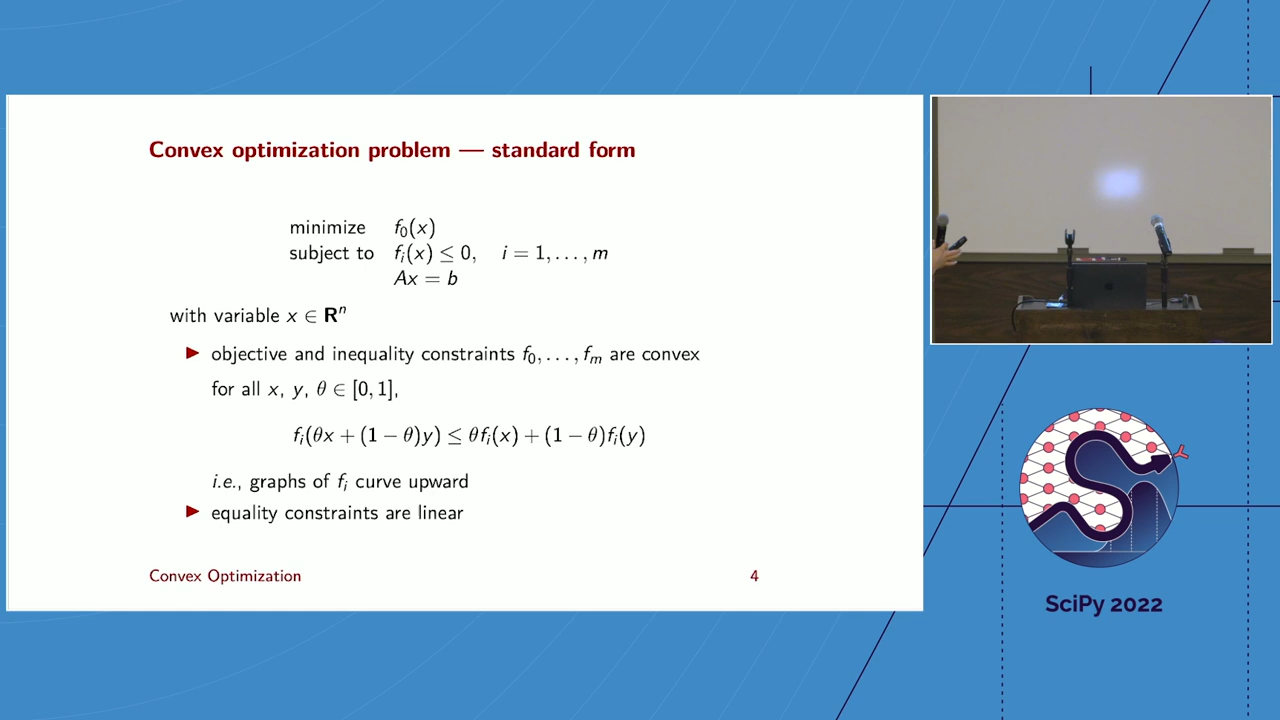 Convex optimization problem — standard form
minimize f₀(x)
subject to fᵢ(x) ≤ 0, i = 1, . . . , m
Ax = b
with variable x ∈ Rⁿ
▶ objective and inequality constraints f₀, . . . , fₘ are convex
for all x, y, θ ∈ [0, 1],
fᵢ(θx + (1 − θ)y) ≤ θfᵢ(x) + (1 − θ)fᵢ(y)
i.e., graphs of fᵢ curve upward
▶ equality constraints are linear
Convex Optimization 4
SciPy 2022